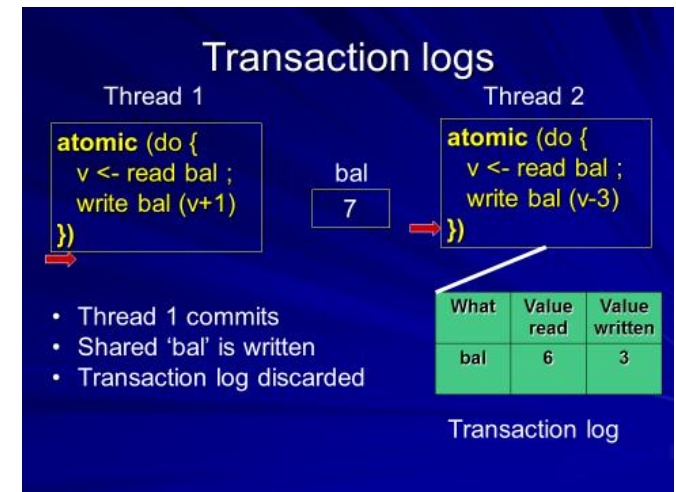 Transaction logs
Thread 1
atomic (do {
v <- read bal ;
write bal (v+1)
})
bal
7
Thread 2
atomic (do {
v <- read bal ;
write bal (v-3)
})
• Thread 1 commits
• Shared ‘bal’ is written
• Transaction log discarded
What Value read Value written
bal 6 3
Transaction log